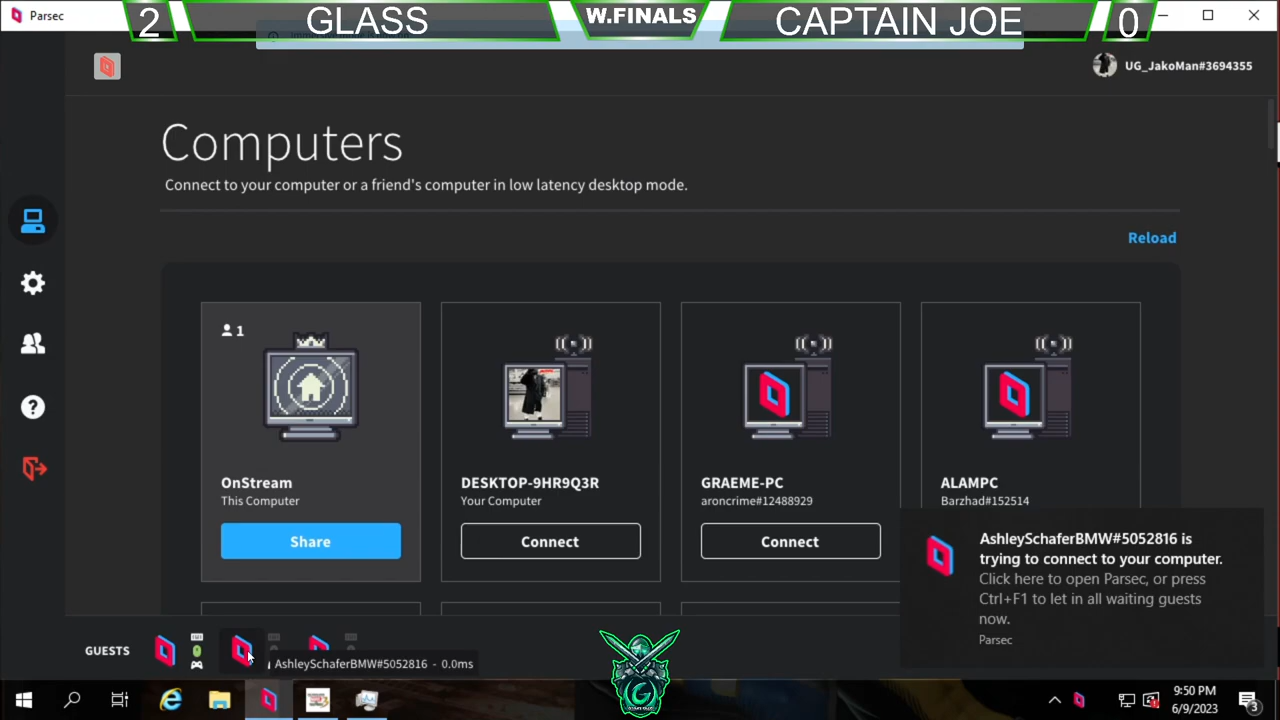 Parsec
2 GLASS W.FINALS CAPTAIN JOE 0
UG_JakoMan#3694355
Computers
Connect to your computer or a friend's computer in low latency desktop mode.
Reload
1
OnStream
This Computer
Share
DESKTOP-9HR9Q3R
Your Computer
Connect
GRAEME-PC
aroncrime#12488929
Connect
ALAMPC
Barzhad#152514
AshleySchaferBMW#5052816 is
trying to connect to your computer.
Click here to open Parsec, or press
Ctrl+F1 to let in all waiting guests
now.
Parsec
GUESTS
AshleySchaferBMW#5052816 - 0.0ms
9:50 PM
6/9/2023
3